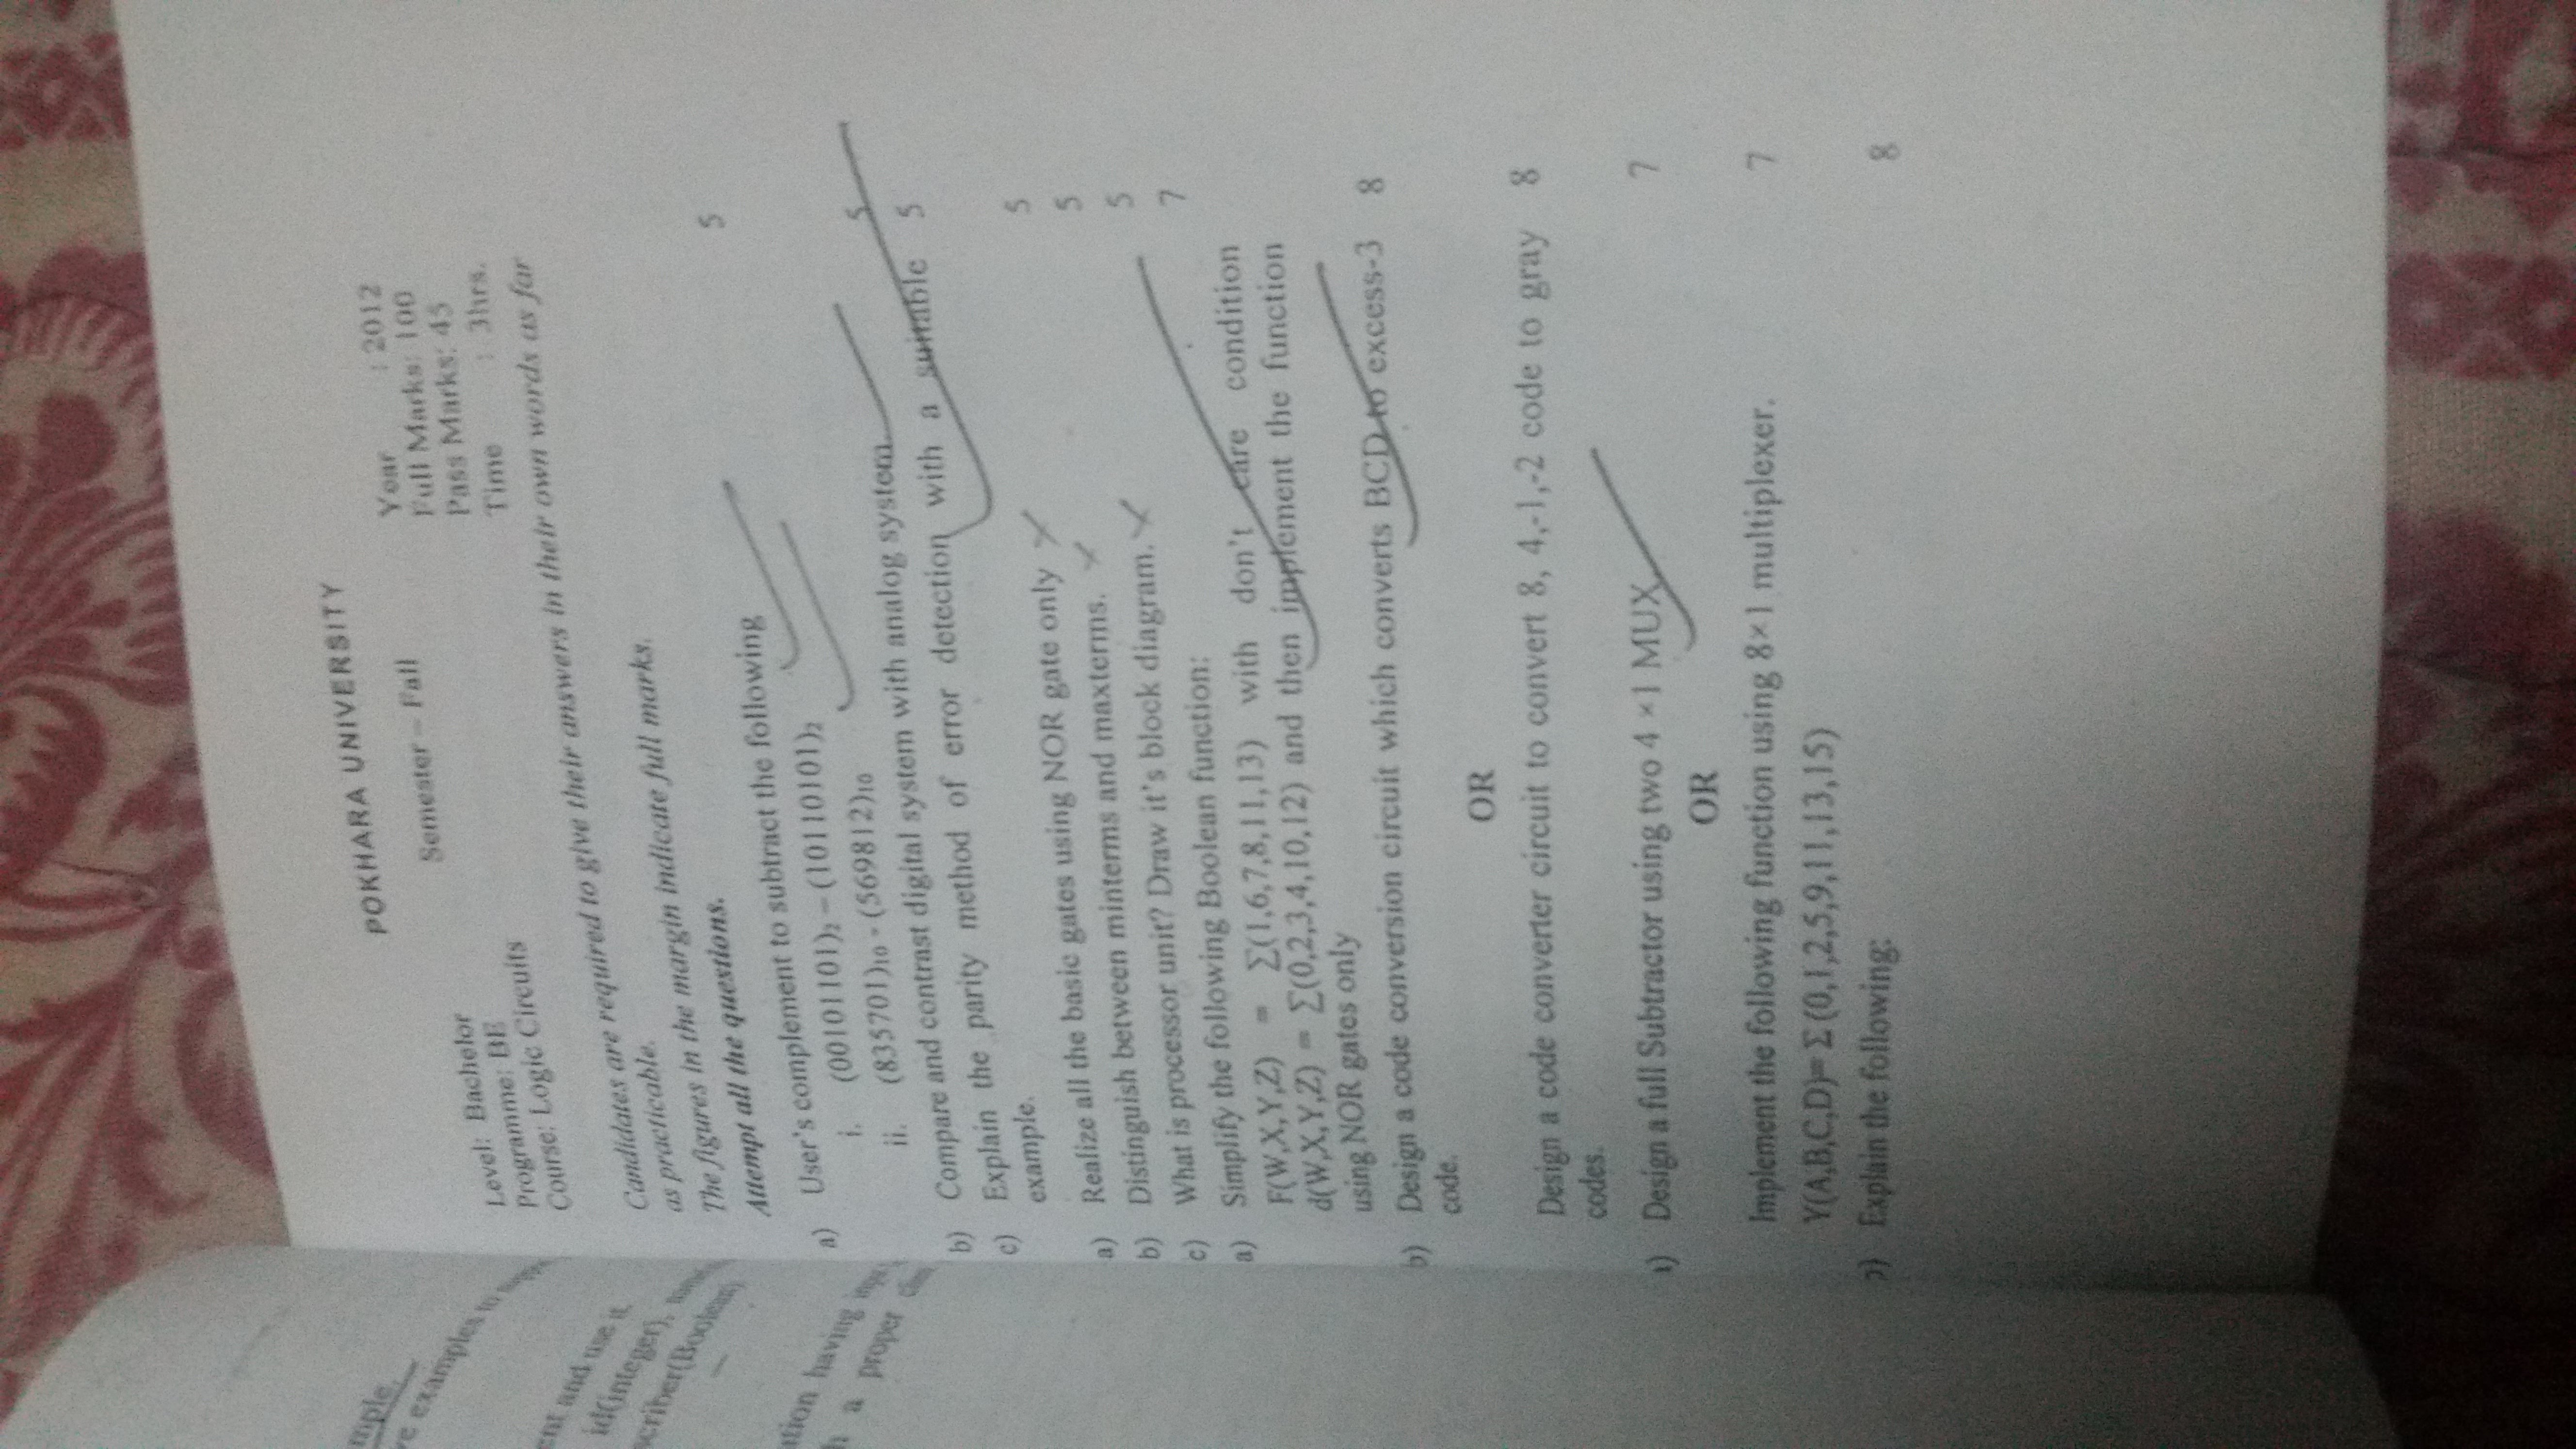 mple.
ve examples to
ent and use it.
id(integer),
scriber(Boolean)
ation having
h a proper
POKHARA UNIVERSITY
Semester – Fall
Level: Bachelor
Programme: BE
Course: Logic Circuits
Year : 2012
Full Marks: 100
Pass Marks: 45
Time : 3hrs.
Candidates are required to give their answers in their own words as far
as practicable.
The figures in the margin indicate full marks.
Attempt all the questions.
a) User's complement to subtract the following 5
i. (00101101)₂ – (10110101)₂
ii. (835701)₁₀ - (569812)₁₀
b) Compare and contrast digital system with analog system. 5
c) Explain the parity method of error detection with a suitable 5
example.
a) Realize all the basic gates using NOR gate only 5
b) Distinguish between minterms and maxterms. 5
c) What is processor unit? Draw it's block diagram. 5
a) Simplify the following Boolean function: 7
F(W,X,Y,Z) = ∑(1,6,7,8,11,13) with don't care condition
d(W,X,Y,Z) = ∑(0,2,3,4,10,12) and then implement the function
using NOR gates only
b) Design a code conversion circuit which converts BCD to excess-3 8
code.
OR
Design a code converter circuit to convert 8, 4,-1,-2 code to gray 8
codes.
) Design a full Subtractor using two 4 ×1 MUX. 7
OR
Implement the following function using 8×1 multiplexer. 7
Y(A,B,C,D)= Σ (0,1,2,5,9,11,13,15)
) Explain the following: 8